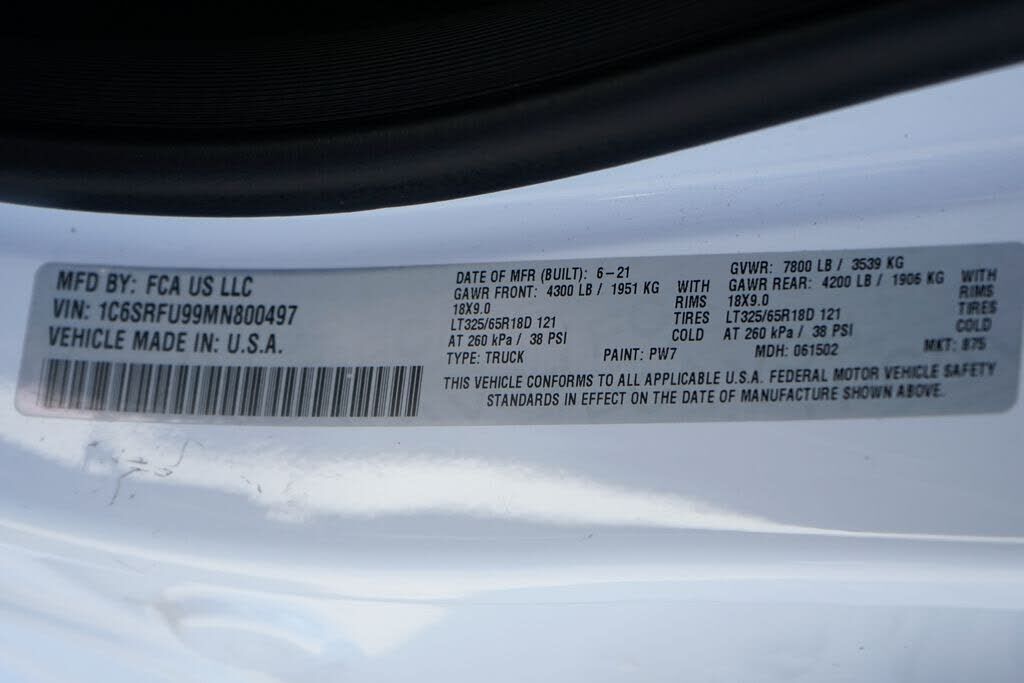 MFD BY: FCA US LLC
VIN: 1C6SRFU99MN800497
VEHICLE MADE IN: U.S.A.
DATE OF MFR (BUILT): 6-21
GAWR FRONT: 4300 LB / 1951 KG WITH
18X9.0 RIMS
LT325/65R18D 121 TIRES
AT 260 kPa / 38 PSI COLD
GVWR: 7800 LB / 3539 KG
GAWR REAR: 4200 LB / 1906 KG WITH
18X9.0 RIMS
LT325/65R18D 121 TIRES
AT 260 kPa / 38 PSI COLD
TYPE: TRUCK PAINT: PW7 MDH: 061502 MKT: 875
THIS VEHICLE CONFORMS TO ALL APPLICABLE U.S.A. FEDERAL MOTOR VEHICLE SAFETY
STANDARDS IN EFFECT ON THE DATE OF MANUFACTURE SHOWN ABOVE.